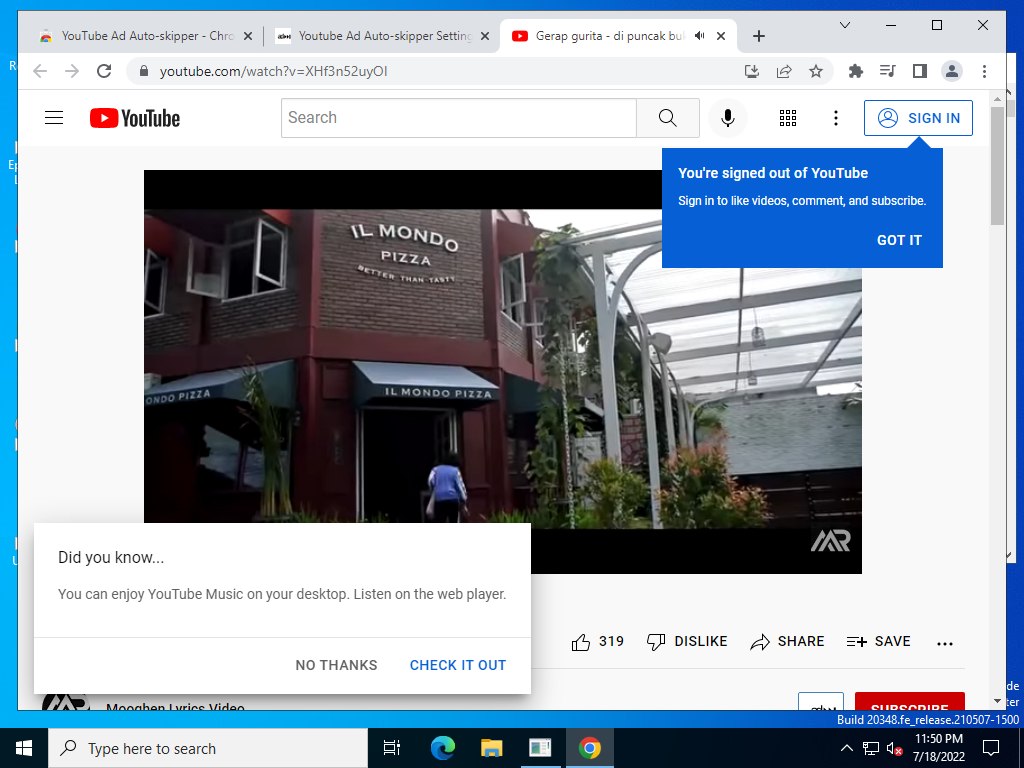 YouTube Ad Auto-skipper - Chro
Youtube Ad Auto-skipper Setting
Gerap gurita - di puncak buk
youtube.com/watch?v=XHf3n52uyOI
YouTube
Search
SIGN IN
You're signed out of YouTube
Sign in to like videos, comment, and subscribe.
GOT IT
IL MONDO
PIZZA
BETTER THAN TASTY
ONDO PIZZA
IL MONDO PIZZA
MR
Did you know...
You can enjoy YouTube Music on your desktop. Listen on the web player.
NO THANKS
CHECK IT OUT
319
DISLIKE
SHARE
SAVE
Mooghen Lyrics Video
SUBSCRIBE
Build 20348.fe_release.210507-1500
Type here to search
11:50 PM
7/18/2022